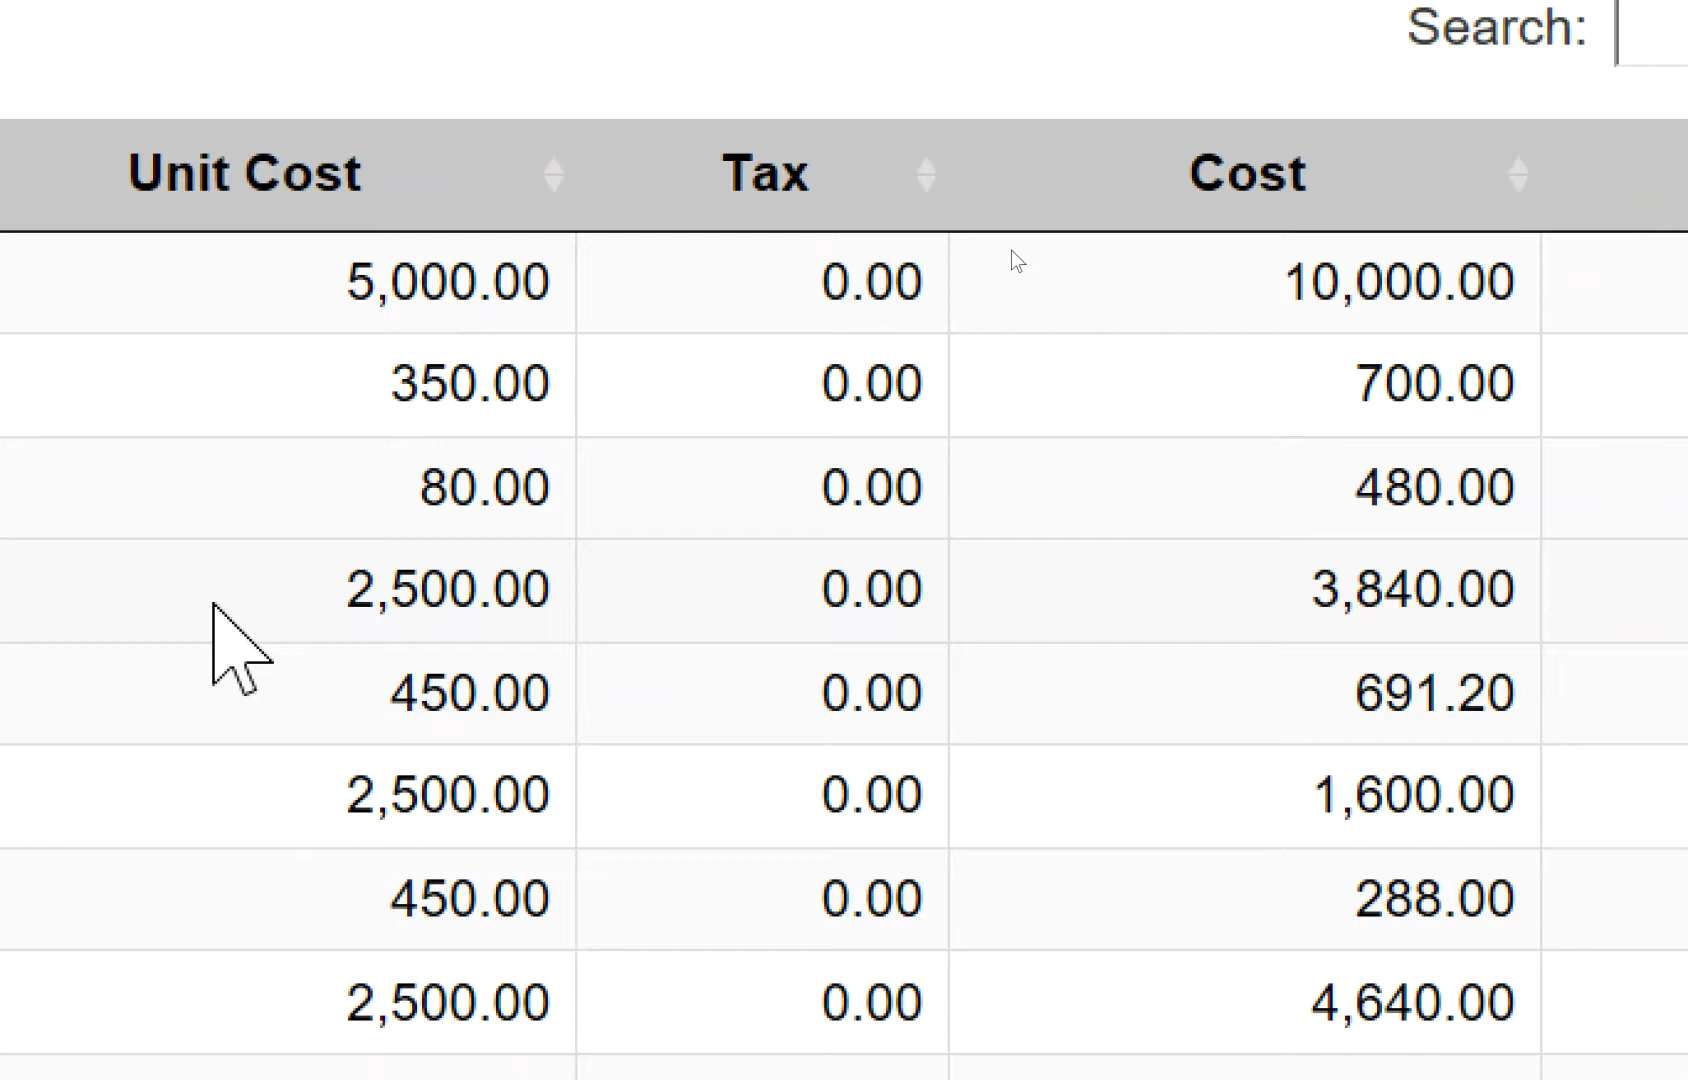 Search:
Unit Cost Tax Cost
5,000.00 0.00 10,000.00
350.00 0.00 700.00
80.00 0.00 480.00
2,500.00 0.00 3,840.00
450.00 0.00 691.20
2,500.00 0.00 1,600.00
450.00 0.00 288.00
2,500.00 0.00 4,640.00